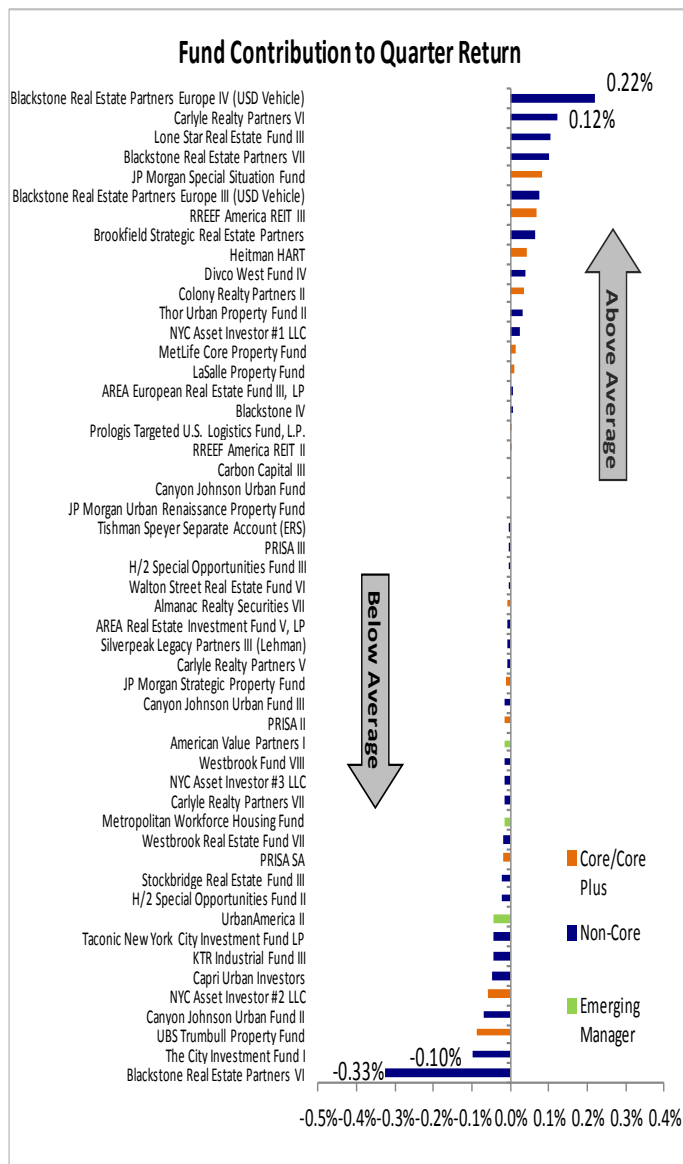 Fund Contribution to Quarter Return
0.22%
Blackstone Real Estate Partners Europe IV (USD Vehicle)
Carlyle Realty Partners VI
0.12%
Lone Star Real Estate Fund III
Blackstone Real Estate Partners VII
JP Morgan Special Situation Fund
Blackstone Real Estate Partners Europe III (USD Vehicle)
RREEF America REIT III
Brookfield Strategic Real Estate Partners
Heitman HART
Divco West Fund IV
Colony Realty Partners II
Thor Urban Property Fund II
NYC Asset Investor #1 LLC
MetLife Core Property Fund
LaSalle Property Fund
AREA European Real Estate Fund III, LP
Blackstone IV
Prologis Targeted U.S. Logistics Fund, L.P.
RREEF America REIT II
Carbon Capital III
Canyon Johnson Urban Fund
JP Morgan Urban Renaissance Property Fund
Tishman Speyer Separate Account (ERS)
PRISA III
H/2 Special Opportunities Fund III
Walton Street Real Estate Fund VI
Almanac Realty Securities VII
AREA Real Estate Investment Fund V, LP
Silverpeak Legacy Partners III (Lehman)
Carlyle Realty Partners V
JP Morgan Strategic Property Fund
Canyon Johnson Urban Fund III
PRISA II
American Value Partners I
Westbrook Fund VIII
NYC Asset Investor #3 LLC
Carlyle Realty Partners VII
Metropolitan Workforce Housing Fund
Westbrook Real Estate Fund VII
PRISA SA
Stockbridge Real Estate Fund III
H/2 Special Opportunities Fund II
UrbanAmerica II
Taconic New York City Investment Fund LP
KTR Industrial Fund III
Capri Urban Investors
NYC Asset Investor #2 LLC
Canyon Johnson Urban Fund II
UBS Trumbull Property Fund
The City Investment Fund I
-0.10%
Blackstone Real Estate Partners VI
-0.33%
Above Average
Below Average
Core/Core
Plus
Non-Core
Emerging
Manager
-0.5% -0.4% -0.3% -0.2% -0.1% 0.0% 0.1% 0.2% 0.3% 0.4%